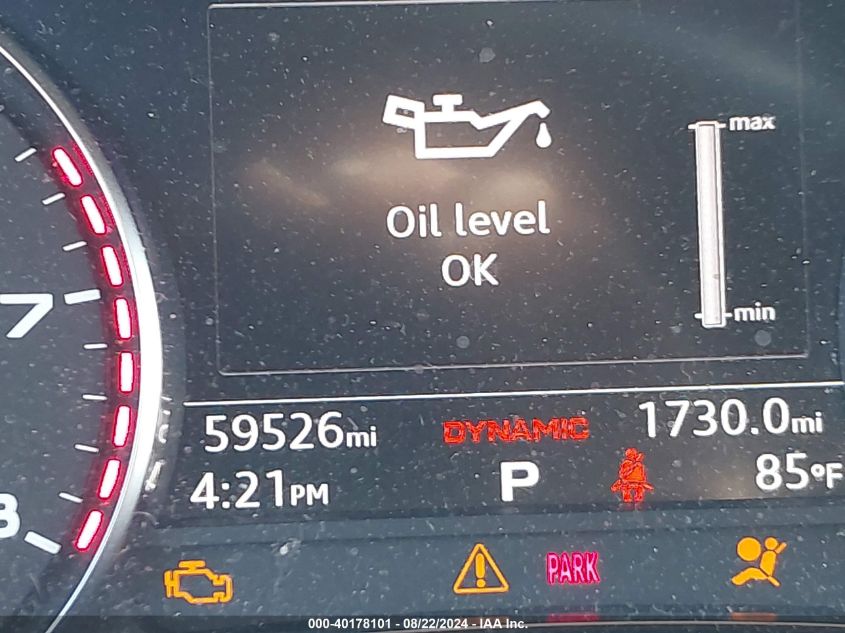 max
Oil level
OK
min
7
8
59526mi
DYNAMIC
1730.0mi
4:21PM
P
85°F
PARK
000-40178101 - 08/22/2024 - IAA Inc.